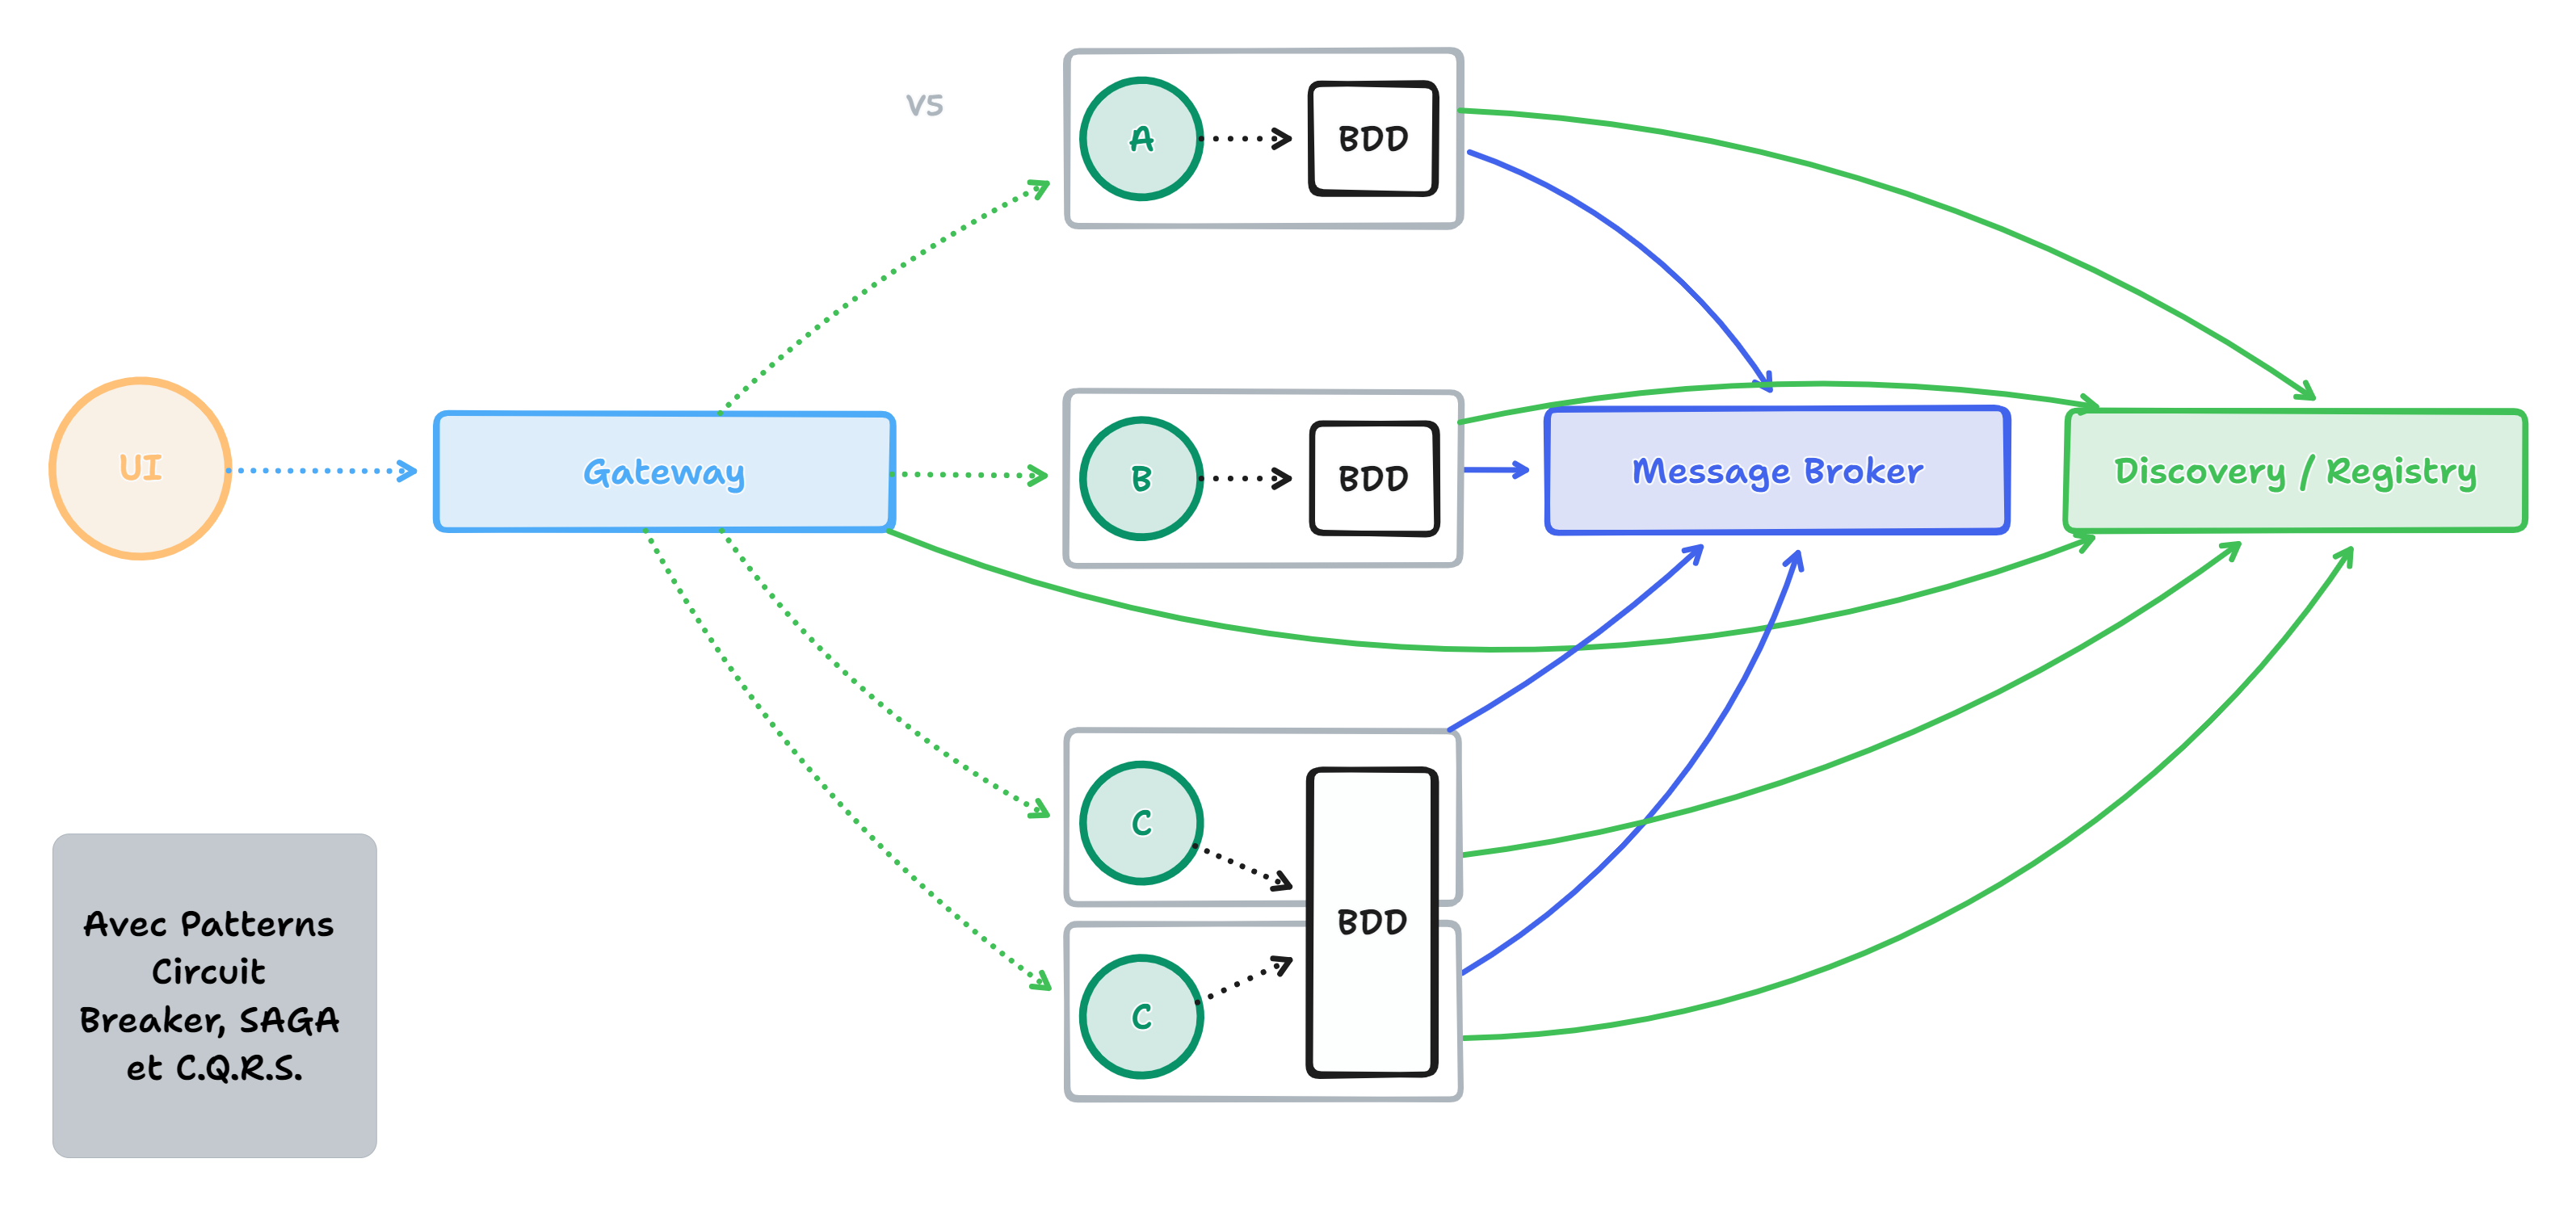 vs
A
BDD
UI
Gateway
B
BDD
Message Broker
Discovery / Registry
C
BDD
C
Avec Patterns
Circuit
Breaker, SAGA
et C.Q.R.S.